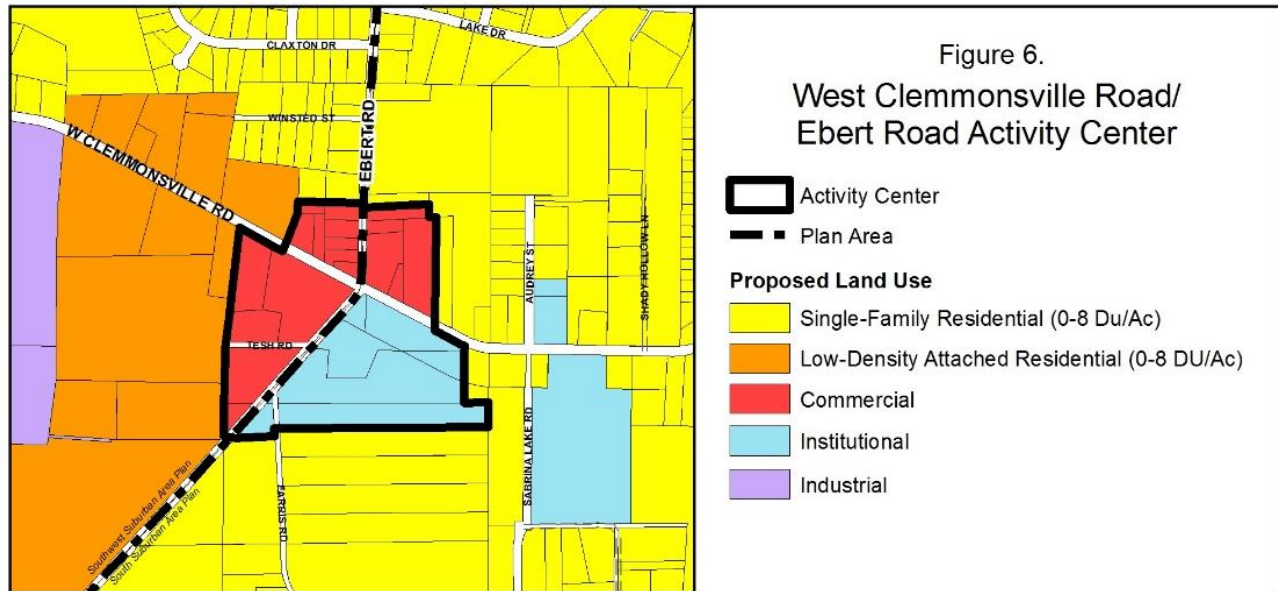 CLAXTON DR
LAKE DR
WINSTED ST
EBERT RD
W CLEMMONSVILLE RD
AUDREY ST
SHADY HOLLOW LN
TESH RD
SABRINA LAKE RD
FARRIS RD
Southwest Suburban Area Plan
South Suburban Area Plan
Figure 6.
West Clemmonsville Road/
Ebert Road Activity Center
Activity Center
Plan Area
Proposed Land Use
Single-Family Residential (0-8 Du/Ac)
Low-Density Attached Residential (0-8 DU/Ac)
Commercial
Institutional
Industrial